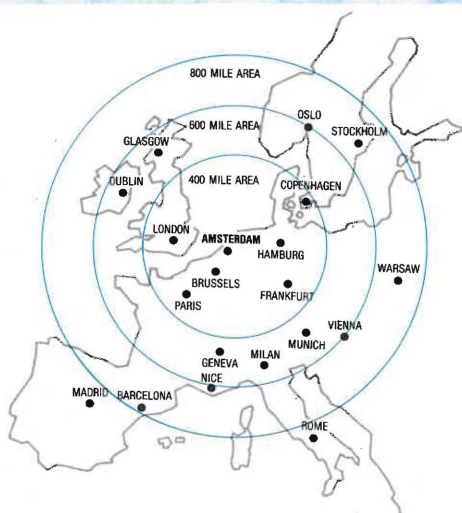 800 MILE AREA
OSLO
600 MILE AREA
STOCKHOLM
GLASGOW
400 MILE AREA
COPENHAGEN
DUBLIN
LONDON
AMSTERDAM
HAMBURG
BRUSSELS
WARSAW
FRANKFURT
PARIS
VIENNA
MUNICH
GENEVA
MILAN
NICE
MADRID
BARCELONA
ROME